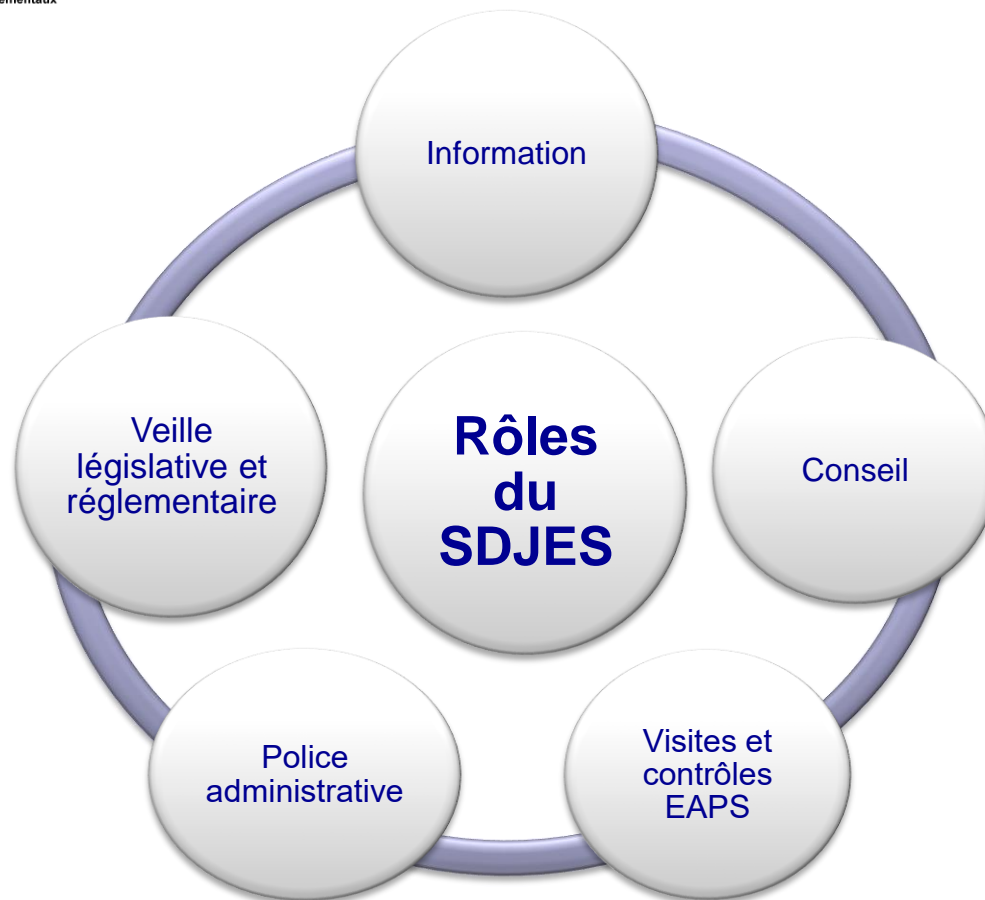 Information
Rôles
du
SDJES
Conseil
Visites et
contrôles
EAPS
Police
administrative
Veille
législative et
réglementaire